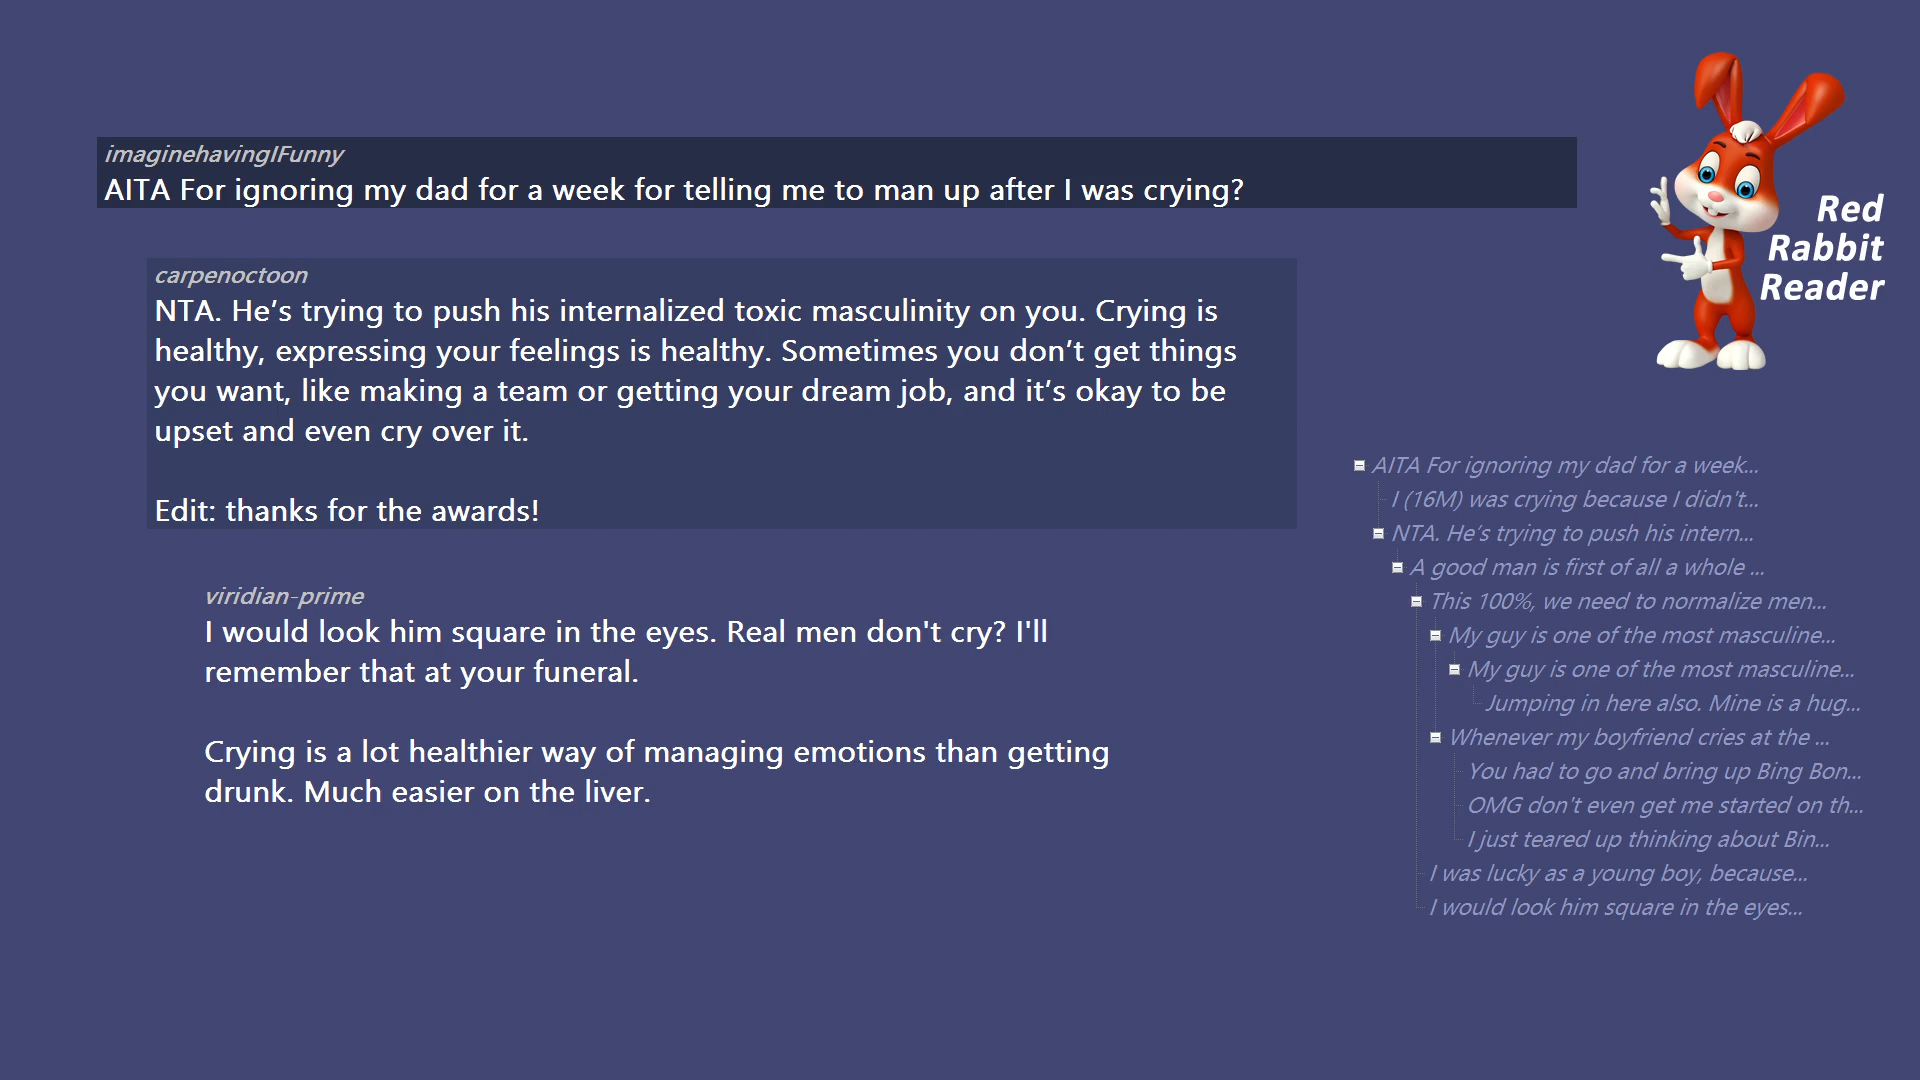 imaginehavingIFunny
AITA For ignoring my dad for a week for telling me to man up after I was crying?
carpenoctoon
NTA. He’s trying to push his internalized toxic masculinity on you. Crying is
healthy, expressing your feelings is healthy. Sometimes you don’t get things
you want, like making a team or getting your dream job, and it’s okay to be
upset and even cry over it.
Edit: thanks for the awards!
viridian-prime
I would look him square in the eyes. Real men don't cry? I'll
remember that at your funeral.
Crying is a lot healthier way of managing emotions than getting
drunk. Much easier on the liver.
Red
Rabbit
Reader
AITA For ignoring my dad for a week...
I (16M) was crying because I didn't...
NTA. He’s trying to push his intern...
A good man is first of all a whole ...
This 100%, we need to normalize men...
My guy is one of the most masculine...
My guy is one of the most masculine...
Jumping in here also. Mine is a hug...
Whenever my boyfriend cries at the ...
You had to go and bring up Bing Bon...
OMG don't even get me started on th...
I just teared up thinking about Bin...
I was lucky as a young boy, because...
I would look him square in the eyes...